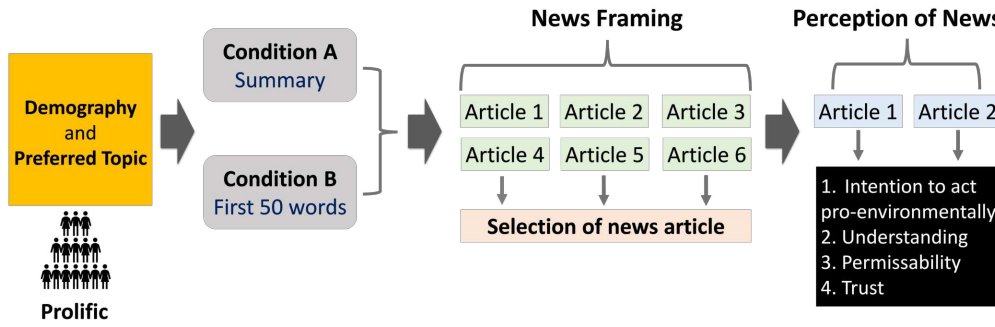 Demography
and
Preferred Topic
Prolific
Condition A
Summary
Condition B
First 50 words
News Framing
Article 1
Article 2
Article 3
Article 4
Article 5
Article 6
Selection of news article
Perception of News
Article 1
Article 2
1. Intention to act
pro-environmentally
2. Understanding
3. Permissability
4. Trust